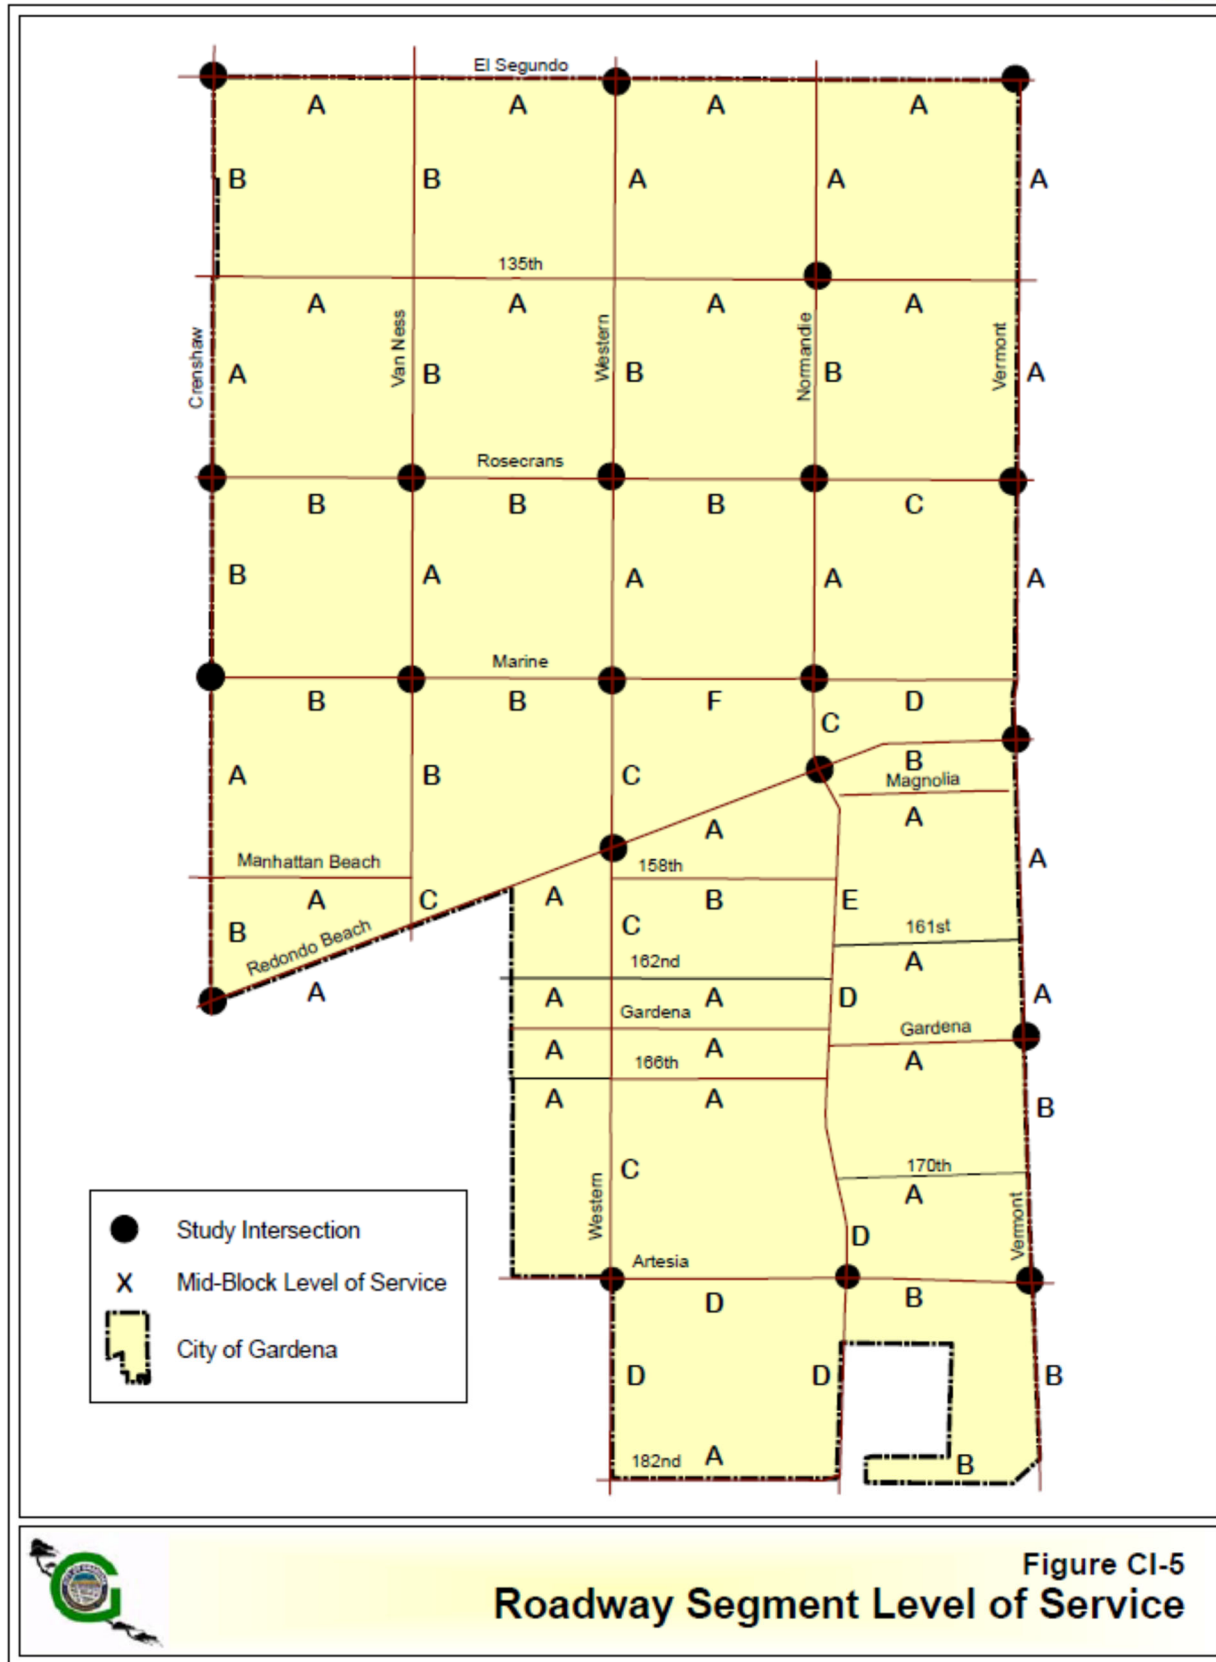 El Segundo
A A A A
B B A A A
135th
A A A A
Crenshaw
Van Ness
Western
Normandie
Vermont
A B B B A
Rosecrans
B B B C
B A A A A
Marine
B B F D
C
B
A B C
Magnolia
A A
158th
Manhattan Beach
A
A C A B E
B
Redondo Beach
C
161st
162nd
A
A
A A D A
Gardena
Gardena
A A A
166th
A A B
C
170th
A
Western
Vermont
D
Artesia
D B
D D B
182nd
A B
X
Study Intersection
Mid-Block Level of Service
City of Gardena
Figure CI-5
Roadway Segment Level of Service